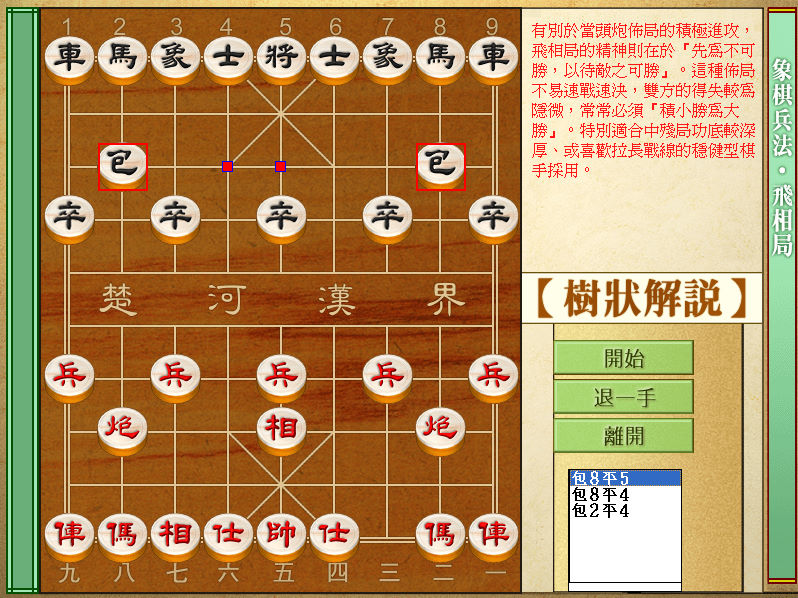 1 2 3 4 5 6 7 8 9
車 馬 象 士 將 士 象 馬 車
包 包
卒 卒 卒 卒 卒
楚 河 漢 界
兵 兵 兵 兵 兵
炮 相 炮
俥 傌 相 仕 帥 仕 傌 俥
九 八 七 六 五 四 三 二 一
有別於當頭炮佈局的積極進攻，
飛相局的精神則在於『先為不可
勝，以待敵之可勝』。這種佈局
不易速戰速決，雙方的得失較為
隱微，常常必須『積小勝為大
勝』。特別適合中殘局功底較深
厚、或喜歡拉長戰線的穩健型棋
手採用。
【樹狀解説】
開始
退一手
離開
包8平5
包8平4
包2平4
象棋兵法·飛相局